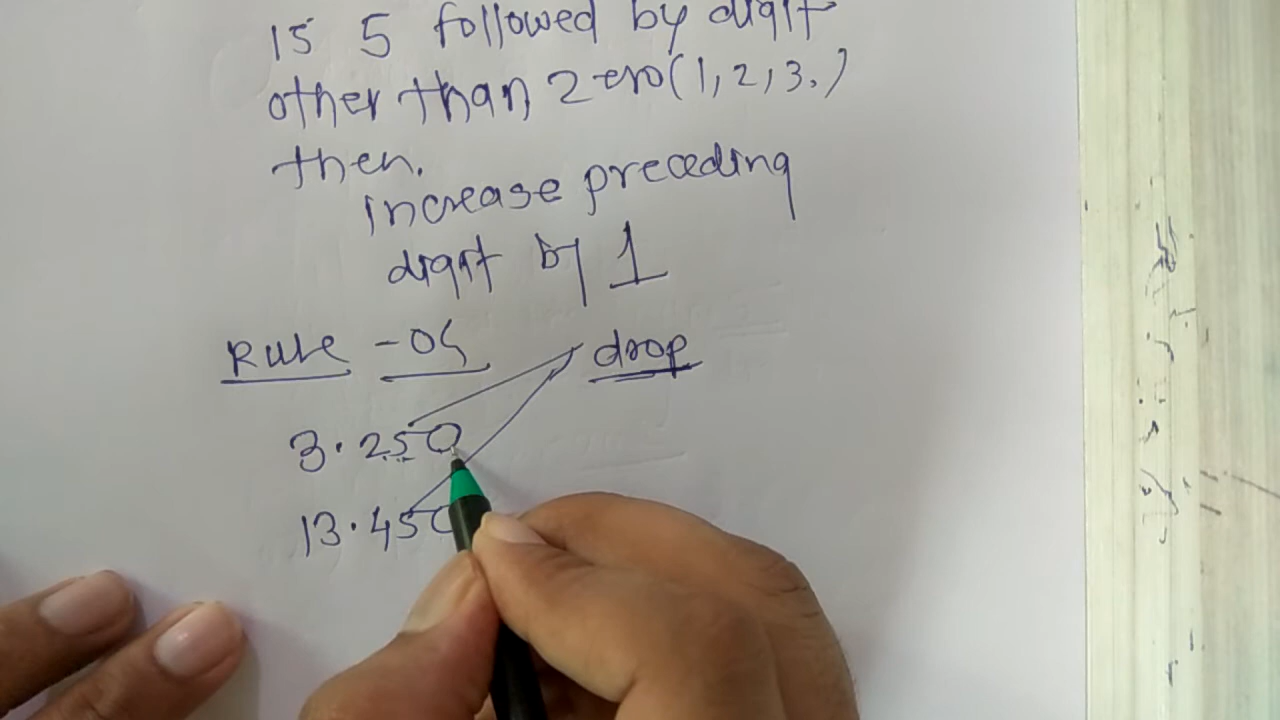 is 5 followed by digit
other than zero (1, 2, 3.)
then.
increase preceding
digit by 1
Rule - 04 drop
3.250
13.450